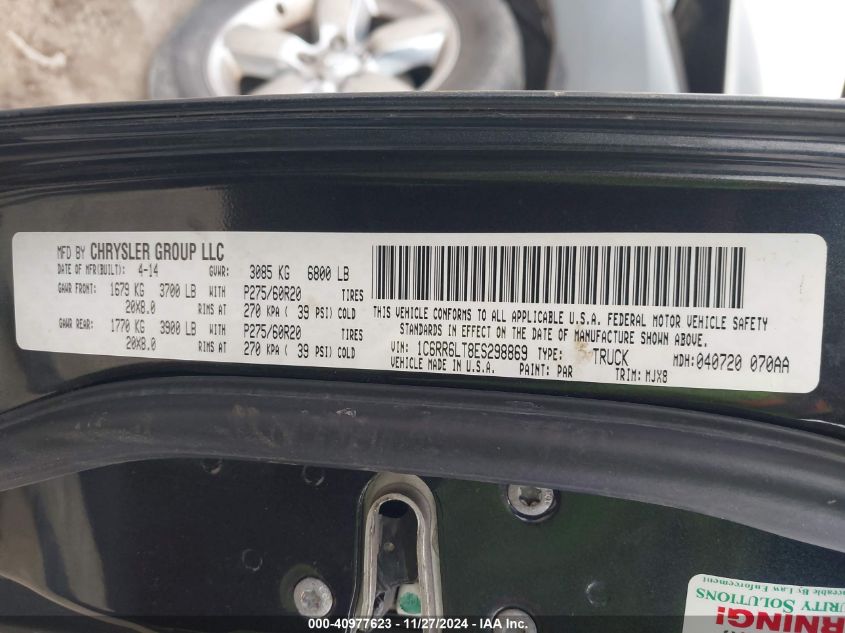 MFD BY CHRYSLER GROUP LLC
DATE OF MFR(BUILT): 4-14 GVWR: 3085 KG 6800 LB
GAWR FRONT: 1679 KG 3700 LB WITH P275/60R20 TIRES
20X8.0 RIMS AT 270 KPA ( 39 PSI) COLD
GAWR REAR: 1770 KG 3900 LB WITH P275/60R20 TIRES
20X8.0 RIMS AT 270 KPA ( 39 PSI) COLD
THIS VEHICLE CONFORMS TO ALL APPLICABLE U.S.A. FEDERAL MOTOR VEHICLE SAFETY
STANDARDS IN EFFECT ON THE DATE OF MANUFACTURE SHOWN ABOVE.
VIN: 1C6RR6LT8ES298869 TYPE: TRUCK MDH: 040720 070AA
VEHICLE MADE IN U.S.A. PAINT: PAR TRIM: MJX8
by Law Enforcement
SOLUTIONS
000-40977623 - 11/27/2024 -